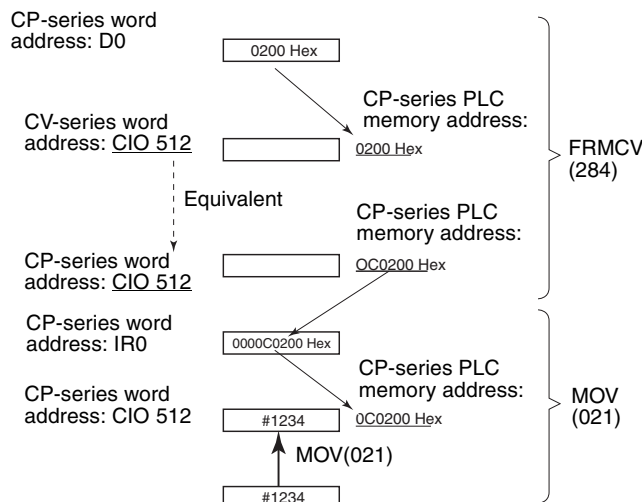 CP-series word
address: D0
0200 Hex
CP-series PLC
memory address:
CV-series word
address: CIO 512
0200 Hex
FRMCV
(284)
Equivalent
CP-series PLC
memory address:
CP-series word
address: CIO 512
OC0200 Hex
CP-series word
address: IR0
0000C0200 Hex
CP-series PLC
memory address:
CP-series word
address: CIO 512
#1234
0C0200 Hex
MOV
(021)
MOV(021)
#1234